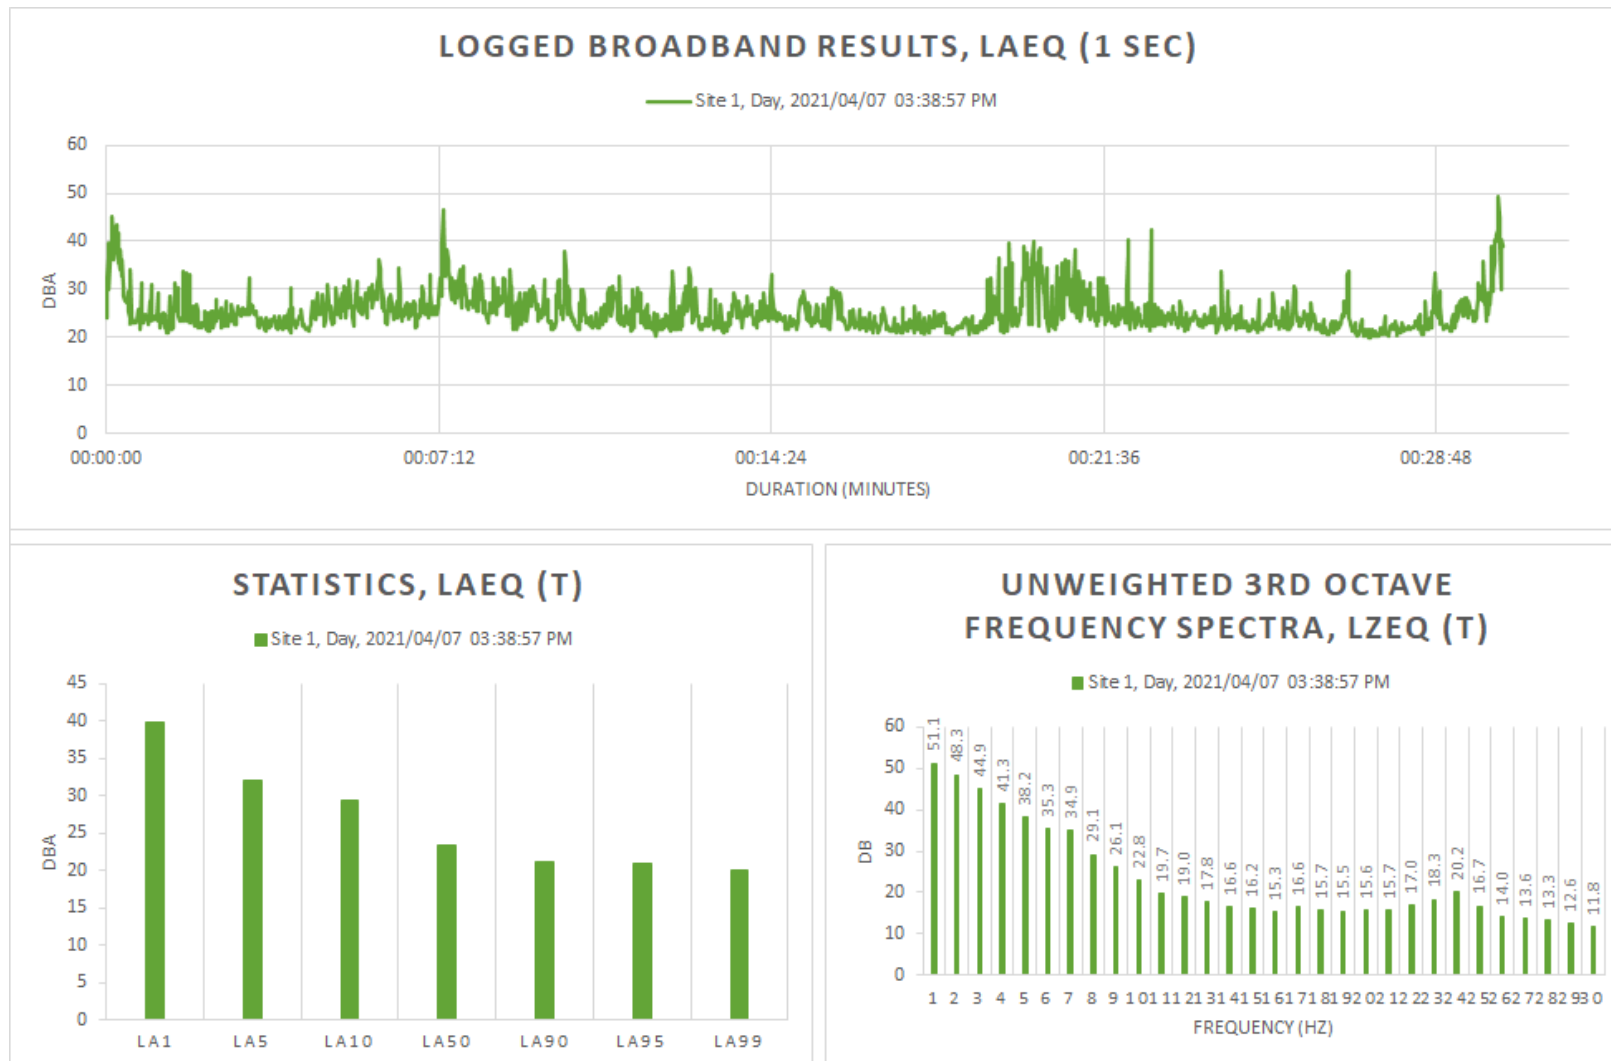 LOGGED BROADBAND RESULTS, LAEQ (1 SEC)
Site 1, Day, 2021/04/07 03:38:57 PM
60
50
40
30
20
10
0
DBA
00:00:00 00:07:12 00:14:24 00:21:36 00:28:48
DURATION (MINUTES)
STATISTICS, LAEQ (T)
Site 1, Day, 2021/04/07 03:38:57 PM
45
40
35
30
25
20
15
10
5
0
DBA
LA1 LA5 LA10 LA50 LA90 LA95 LA99
UNWEIGHTED 3RD OCTAVE
FREQUENCY SPECTRA, LZEQ (T)
Site 1, Day, 2021/04/07 03:38:57 PM
60
50
40
30
20
10
0
DB
51.1 48.3 44.9 41.3 38.2 35.3 34.9 29.1 26.1 22.8 19.7 19.0 17.8 16.6 16.2 15.3 16.6 15.7 15.5 15.6 15.7 17.0 18.3 20.2 16.7 14.0 13.6 13.3 12.6 11.8
1 2 3 4 5 6 7 8 9 10 11 12 13 14 15 16 17 18 19 20 21 22 23 24 25 26 27 28 29 30
FREQUENCY (HZ)